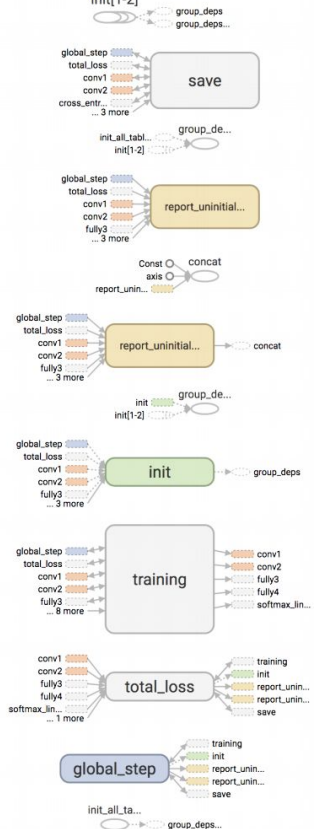 init[1-2]
group_deps
group_deps...
global_step
total_loss
conv1
conv2
cross_entr...
... 3 more
save
group_de...
init_all_tabl...
init[1-2]
global_step
total_loss
conv1
conv2
fully3
... 3 more
report_uninitial...
Const
concat
axis
report_unin...
global_step
total_loss
conv1
conv2
fully3
... 3 more
report_uninitial...
concat
group_de...
init
init[1-2]
global_step
total_loss
conv1
conv2
fully3
... 3 more
init
group_deps
global_step
total_loss
conv1
conv2
fully3
... 8 more
training
conv1
conv2
fully3
fully4
softmax_lin...
conv1
conv2
fully3
fully4
softmax_lin...
... 1 more
total_loss
training
init
report_unin...
report_unin...
save
global_step
training
init
report_unin...
report_unin...
save
init_all_ta...
group_deps...